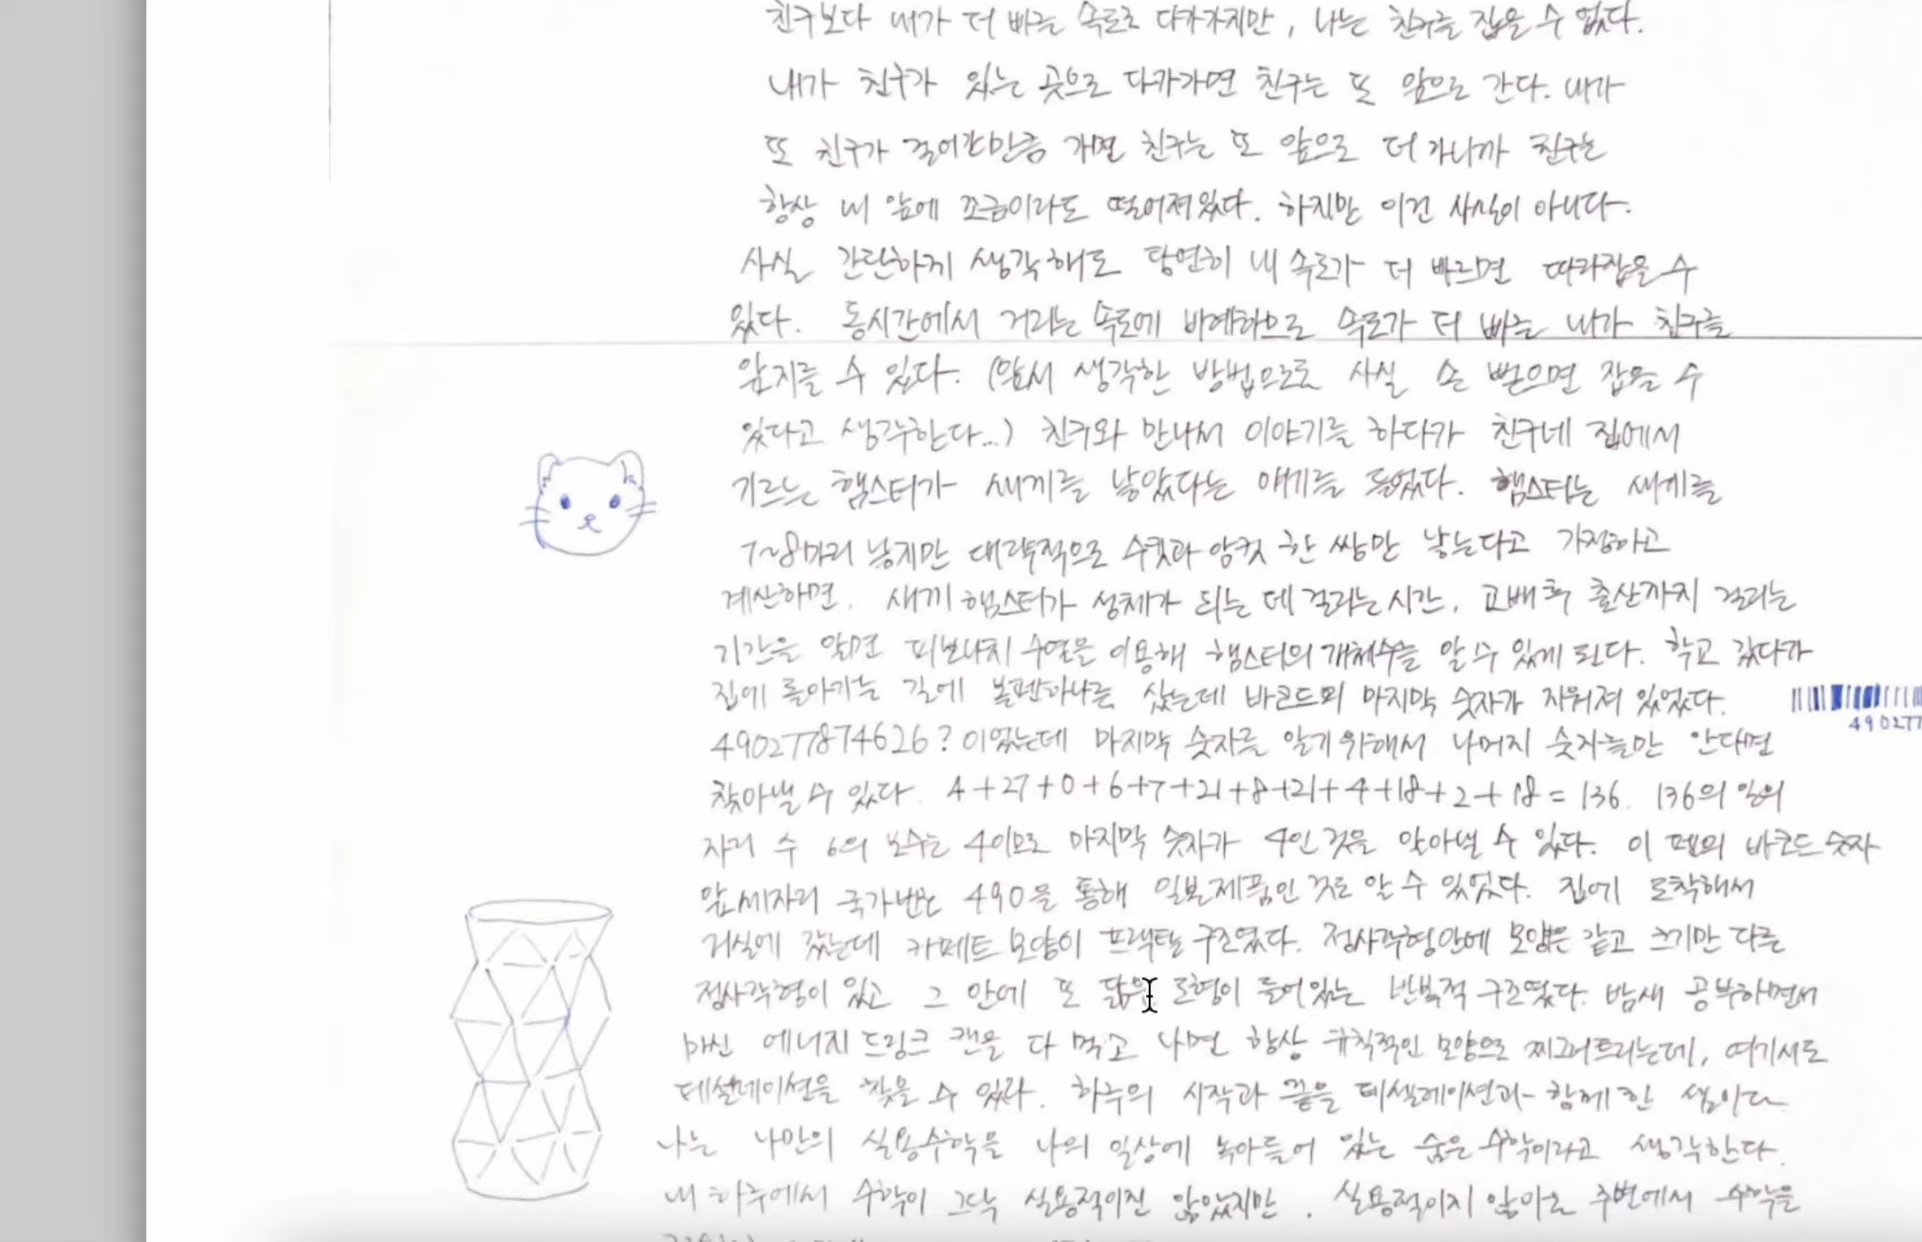 친구보다 내가 더 빠른 속도로 다가가지만, 나는 친구를 잡을 수 없다.
내가 친구가 있는 곳으로 다가가면 친구는 또 앞으로 간다. 내가
또 친구가 걸어간만큼 가면 친구는 또 앞으로 더 가니까 친구는
항상 내 앞에 조금이라도 떨어져있다. 하지만 이건 사실이 아니다.
사실 간단하게 생각해도 당연히 내 속도가 더 빠르면 따라잡을 수
있다. 동시간에서 거리는 속도에 비례하므로 속도가 더 빠른 내가 친구를
앞지를 수 있다. (앞서 생각한 방법으로도 사실 손 뻗으면 잡을 수
있다고 생각한다...) 친구와 만나서 이야기를 하다가 친구네 집에서
기르는 햄스터가 새끼를 낳았다는 얘기를 들었다. 햄스터는 새끼를
7~8마리 낳지만 대략적으로 수컷과 암컷 한 쌍만 낳는다고 가정하고
계산하면, 새끼 햄스터가 성체가 되는 데 걸리는 시간, 교배 후 출산까지 걸리는
기간을 알면 피보나치 수열을 이용해 햄스터의 개체수를 알 수 있게 된다. 학교 갔다가
집에 돌아가는 길에 볼펜하나를 샀는데 바코드의 마지막 숫자가 지워져 있었다.
490277
490277874626? 이었는데 마지막 숫자를 알기 위해서 나머지 숫자들만 안다면
찾아낼 수 있다. 4+27+0+6+7+21+8+21+4+18+2+18=136. 136의 일의
자리 수 6의 보수는 4이므로 마지막 숫자가 4인 것을 알아낼 수 있다. 이 펜의 바코드 숫자
앞 세자리 국가번호 490을 통해 일본제품인 것도 알 수 있었다. 집에 도착해서
거실에 갔는데 카페트 모양이 프랙탈 구조였다. 정사각형안에 모양은 같고 크기만 다른
정사각형이 있고 그 안에 또 닮은 도형이 들어있는 반복적 구조였다. 밤새 공부하면서
마신 에너지 드링크 캔을 다 먹고 나면 항상 규칙적인 모양으로 찌그러트리는데, 여기서도
테셀레이션을 찾을 수 있다. 하루의 시작과 끝을 테셀레이션과 함께 한 셈이다.
나는 나만의 실용수학을 나의 일상에 녹아들어 있는 숨은 수학이라고 생각한다.
내 하루에서 수학이 그닥 실용적이진 않았지만, 실용적이지 않아도 주변에서 수학을